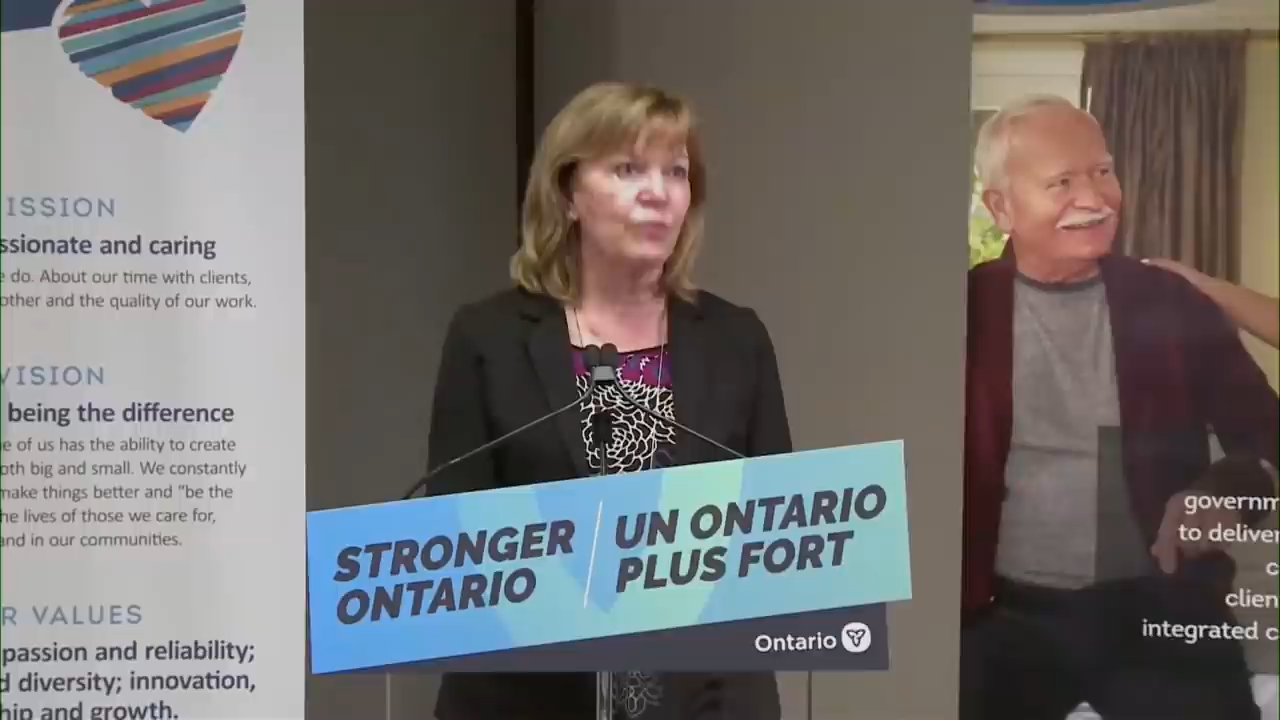 ISSION
ssionate and caring
e do. About our time with clients,
other and the quality of our work.
VISION
being the difference
e of us has the ability to create
oth big and small. We constantly
make things better and "be the
he lives of those we care for,
and in our communities.
R VALUES
passion and reliability;
d diversity; innovation,
hip and growth.
STRONGER
ONTARIO
UN ONTARIO
PLUS FORT
Ontario
governm
to deliver
c
clien
integrated c